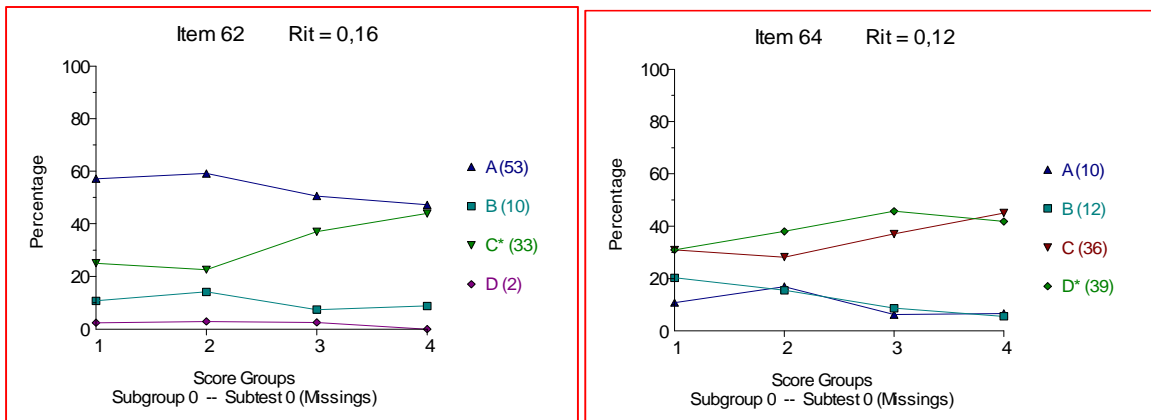 Item 62 Rit = 0,16
100
80
60
40
20
0
Percentage
1 2 3 4
Score Groups
Subgroup 0 -- Subtest 0 (Missings)
A (53)
B (10)
C* (33)
D (2)
Item 64 Rit = 0,12
100
80
60
40
20
0
Percentage
1 2 3 4
Score Groups
Subgroup 0 -- Subtest 0 (Missings)
A (10)
B (12)
C (36)
D* (39)